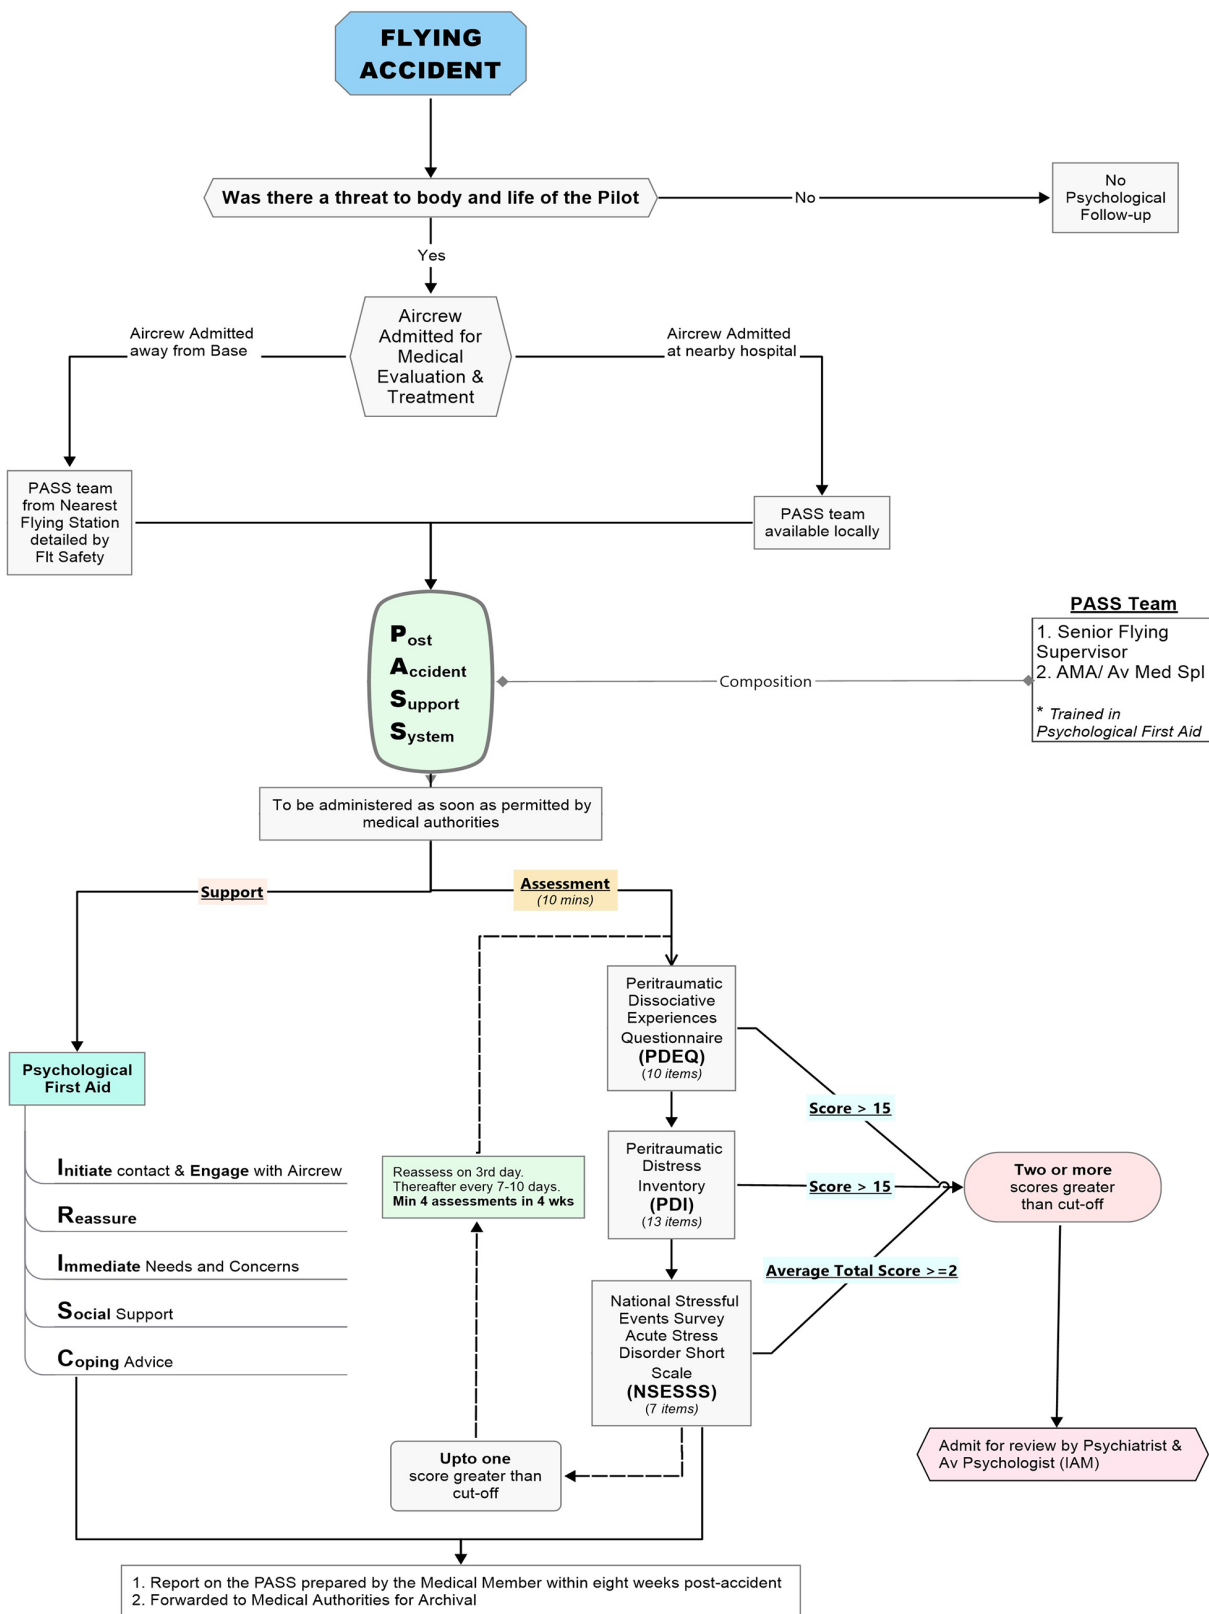 FLYING
ACCIDENT
Was there a threat to body and life of the Pilot
No
No
Psychological
Follow-up
Yes
Aircrew
Admitted for
Medical
Evaluation &
Treatment
Aircrew Admitted
away from Base
Aircrew Admitted
at nearby hospital
PASS team
from Nearest
Flying Station
detailed by
Flt Safety
PASS team
available locally
Post
Accident
Support
System
Composition
PASS Team
1. Senior Flying
Supervisor
2. AMA/ Av Med Spl
* Trained in
Psychological First Aid
To be administered as soon as permitted by
medical authorities
Support
Assessment
(10 mins)
Peritraumatic
Dissociative
Experiences
Questionnaire
(PDEQ)
(10 items)
Psychological
First Aid
Score > 15
Initiate contact & Engage with Aircrew
Reassure
Immediate Needs and Concerns
Social Support
Coping Advice
Reassess on 3rd day.
Thereafter every 7-10 days.
Min 4 assessments in 4 wks
Peritraumatic
Distress
Inventory
(PDI)
(13 items)
Score > 15
Two or more
scores greater
than cut-off
Average Total Score >=2
National Stressful
Events Survey
Acute Stress
Disorder Short
Scale
(NSESSS)
(7 items)
Upto one
score greater than
cut-off
Admit for review by Psychiatrist &
Av Psychologist (IAM)
1. Report on the PASS prepared by the Medical Member within eight weeks post-accident
2. Forwarded to Medical Authorities for Archival